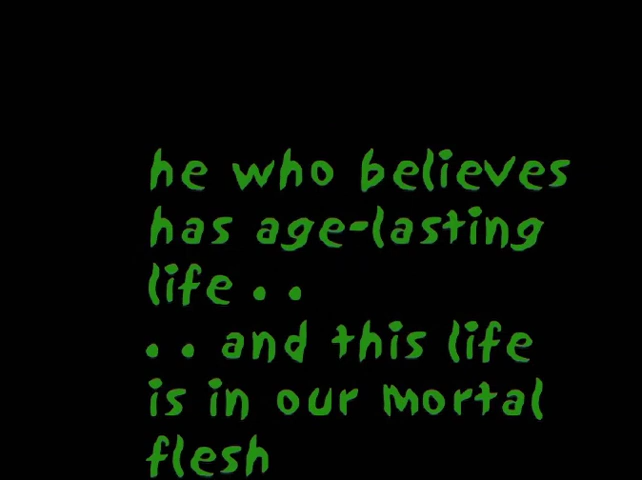 he who believes
has age-lasting
life . .
. . and this life
is in our mortal
flesh